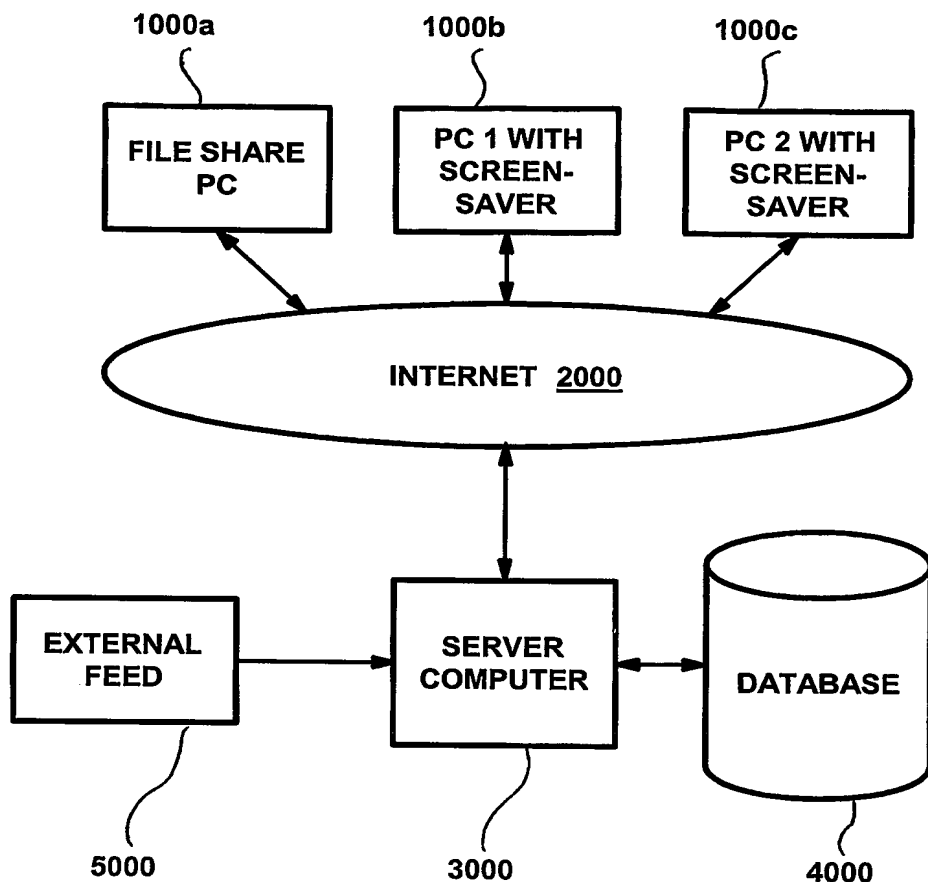 1000a
1000b
1000c
FILE SHARE
PC
PC 1 WITH
SCREEN-
SAVER
PC 2 WITH
SCREEN-
SAVER
INTERNET 2000
EXTERNAL
FEED
SERVER
COMPUTER
DATABASE
5000
3000
4000